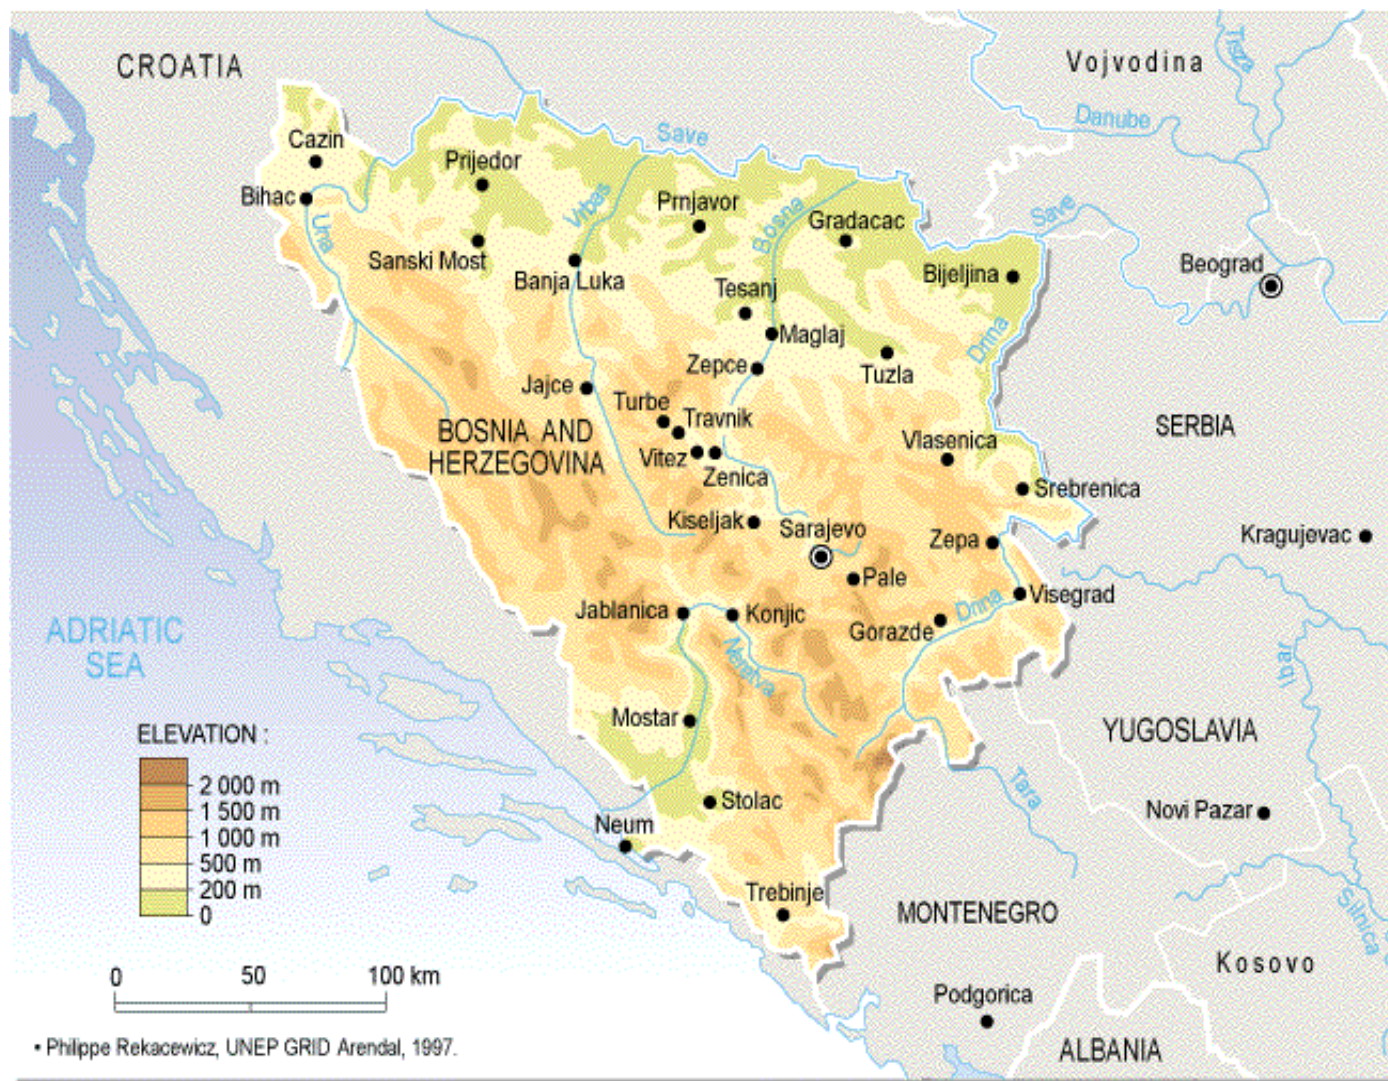 CROATIA
Vojvodina
Tisza
Danube
Save
Cazin
Prijedor
Bihac
Vrbas
Prnjavor
Bosna
Gradacac
Save
Una
Sanski Most
Banja Luka
Tesanj
Bijeljina
Beograd
Maglaj
Drina
Zepce
Tuzla
Jajce
Turbe
Travnik
BOSNIA AND
HERZEGOVINA
Vitez
Zenica
Vlasenica
SERBIA
Srebrenica
Kiseljak
Sarajevo
Zepa
Kragujevac
Pale
Visegrad
Jablanica
Konjic
Drina
Gorazde
ADRIATIC
SEA
Neretva
Ibar
Mostar
YUGOSLAVIA
ELEVATION :
2 000 m
1 500 m
1 000 m
500 m
200 m
0
Tara
Stolac
Novi Pazar
Neum
Trebinje
MONTENEGRO
Sitnica
Kosovo
0 50 100 km
Podgorica
• Philippe Rekacewicz, UNEP GRID Arendal, 1997.
ALBANIA